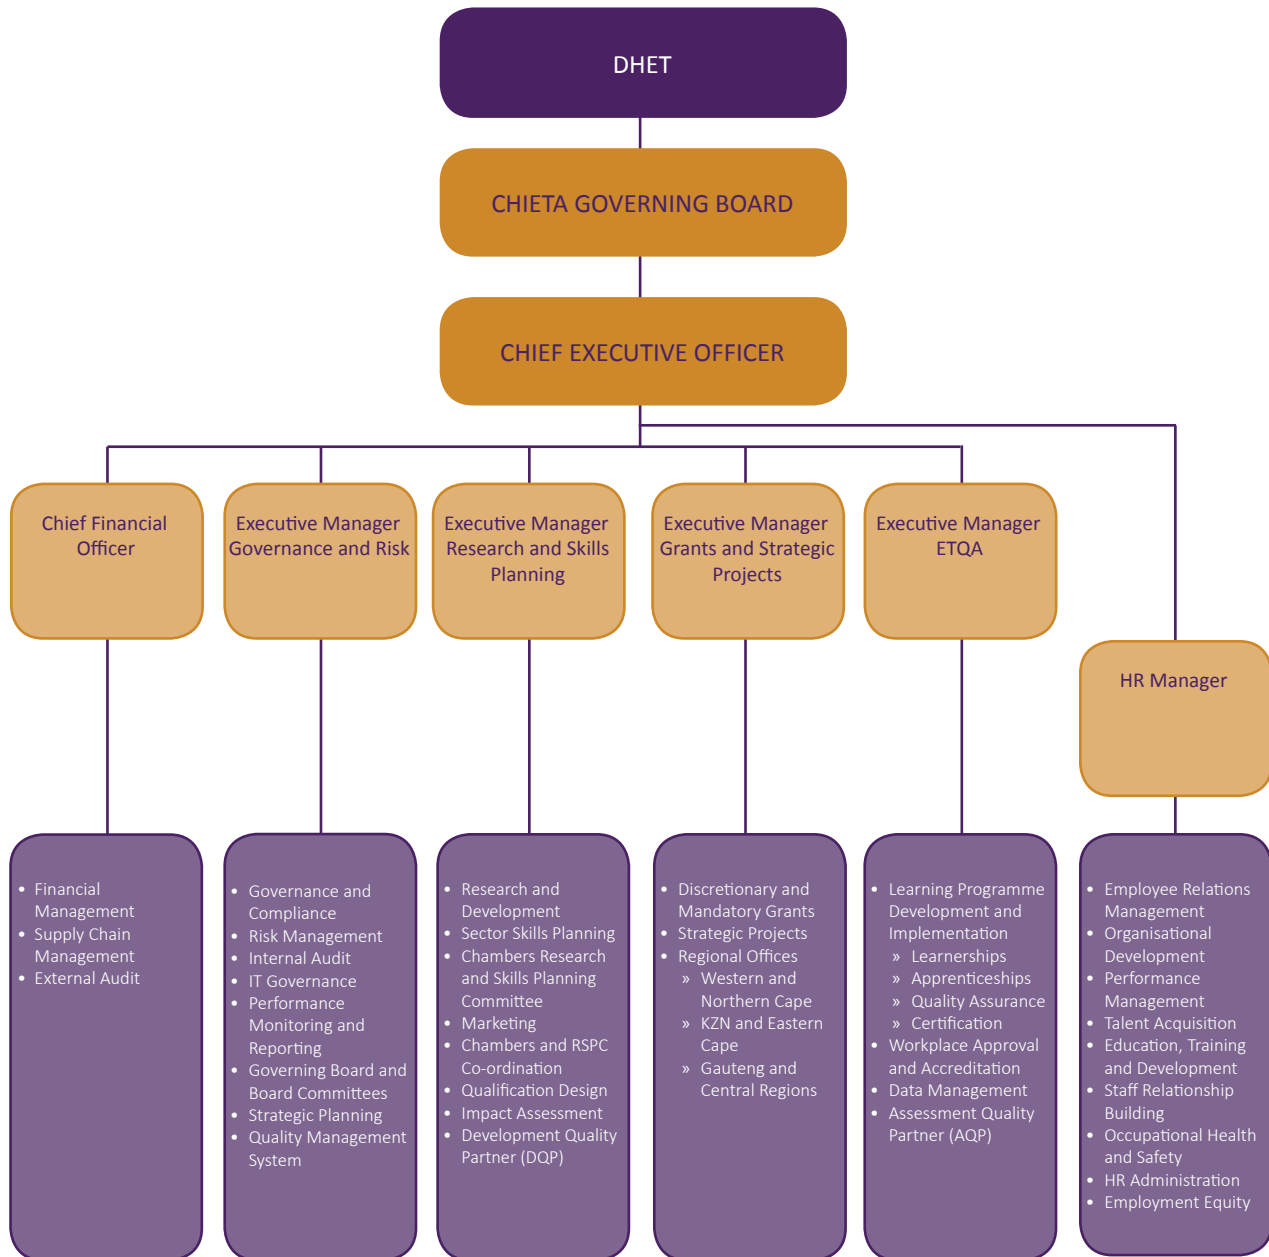 DHET
CHIETA GOVERNING BOARD
CHIEF EXECUTIVE OFFICER
Chief Financial
Officer
Executive Manager
Governance and Risk
Executive Manager
Research and Skills
Planning
Executive Manager
Grants and Strategic
Projects
Executive Manager
ETQA
HR Manager
• Financial
Management
• Supply Chain
Management
• External Audit
• Governance and
Compliance
• Risk Management
• Internal Audit
• IT Governance
• Performance
Monitoring and
Reporting
• Governing Board and
Board Committees
• Strategic Planning
• Quality Management
System
• Research and
Development
• Sector Skills Planning
• Chambers Research
and Skills Planning
Committee
• Marketing
• Chambers and RSPC
Co-ordination
• Qualification Design
• Impact Assessment
• Development Quality
Partner (DQP)
• Discretionary and
Mandatory Grants
• Strategic Projects
• Regional Offices
» Western and
Northern Cape
» KZN and Eastern
Cape
» Gauteng and
Central Regions
• Learning Programme
Development and
Implementation
» Learnerships
» Apprenticeships
» Quality Assurance
» Certification
• Workplace Approval
and Accreditation
• Data Management
• Assessment Quality
Partner (AQP)
• Employee Relations
Management
• Organisational
Development
• Performance
Management
• Talent Acquisition
• Education, Training
and Development
• Staff Relationship
Building
• Occupational Health
and Safety
• HR Administration
• Employment Equity